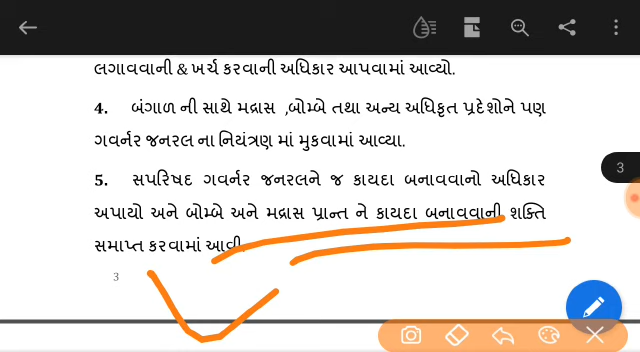 લગાવવાની & ખર્ચ કરવાની અધિકાર આપવામાં આવ્યો.
4. બંગાળ ની સાથે મદ્રાસ ,બોમ્બે તથા અન્ય અધિકૃત પ્રદેશોને પણ
ગવર્નર જનરલ ના નિયંત્રણ માં મુકવામાં આવ્યા.
3
5. સપરિષદ ગવર્નર જનરલને જ કાયદા બનાવવાનો અધિકાર
અપાયો અને બોમ્બે અને મદ્રાસ પ્રાન્ત ને કાયદા બનાવવાની શક્તિ
સમાપ્ત કરવામાં આવી.
3